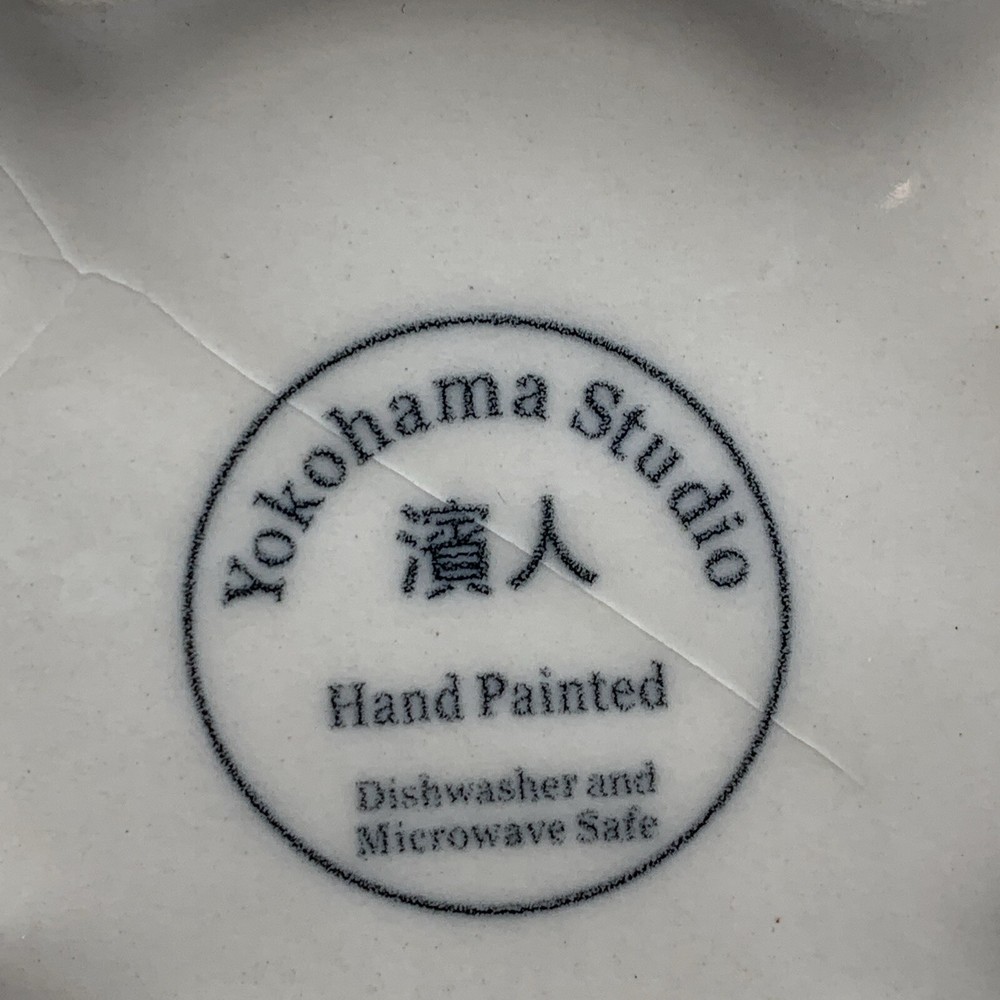 Yokohama Studio
濱人
Hand Painted
Dishwasher and
Microwave Safe